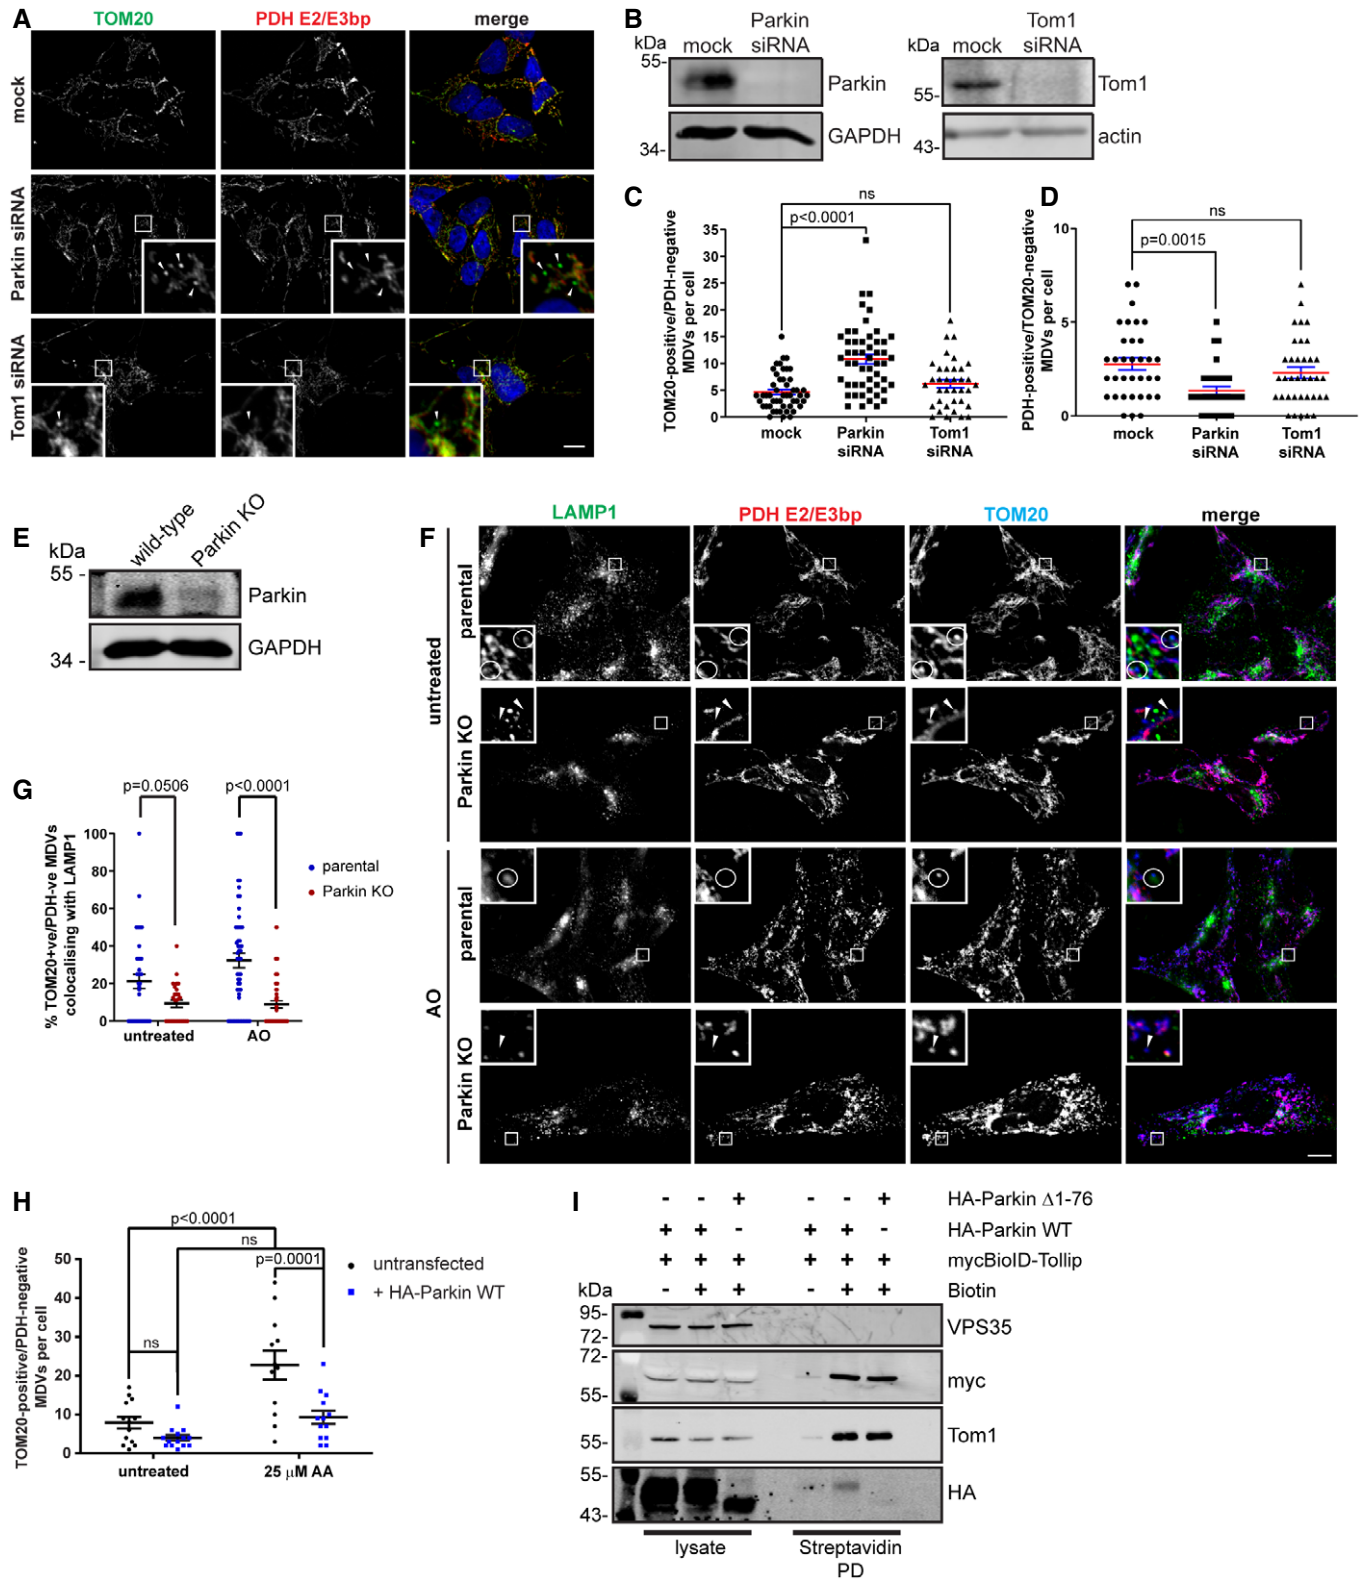 A
TOM20
PDH E2/E3bp
merge
mock
Parkin siRNA
Tom1 siRNA
B
Parkin
siRNA
mock
kDa
55-
34-
Parkin
GAPDH
Tom1
siRNA
mock
kDa
55-
43-
Tom1
actin
C
ns
p<0.0001
TOM20-positive/PDH-negative
MDVs per cell
35
30
25
20
15
10
5
0
mock
Parkin
siRNA
Tom1
siRNA
D
ns
p=0.0015
PDH-positive/TOM20-negative
MDVs per cell
10
5
0
mock
Parkin
siRNA
Tom1
siRNA
E
wild-type
Parkin KO
kDa
55 -
34 -
Parkin
GAPDH
F
LAMP1
PDH E2/E3bp
TOM20
merge
untreated
parental
Parkin KO
AO
parental
Parkin KO
G
p=0.0506
p<0.0001
% TOM20+ve/PDH-ve MDVs
colocalising with LAMP1
100
80
60
40
20
0
untreated
AO
parental
Parkin KO
H
p<0.0001
ns
p=0.0001
ns
TOM20-positive/PDH-negative
MDVs per cell
50
40
30
20
10
0
untreated
25 µM AA
untransfected
+ HA-Parkin WT
I
- - + - - + HA-Parkin Δ1-76
+ + - + + - HA-Parkin WT
+ + + + + + mycBioID-Tollip
- + + - + + Biotin
kDa
95-
72-
VPS35
72-
55-
myc
55-
Tom1
55-
43-
HA
lysate
Streptavidin
PD